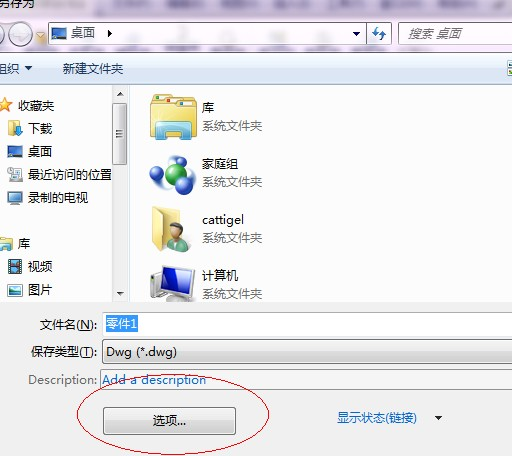 另存为
桌面
搜索 桌面
组织
新建文件夹
收藏夹
下载
桌面
最近访问的位置
录制的电视
库
视频
图片
库
系统文件夹
家庭组
系统文件夹
cattigel
系统文件夹
计算机
系统文件夹
文件名(N):
零件1
保存类型(T):
Dwg (*.dwg)
Description:
Add a description
选项...
显示状态(链接)